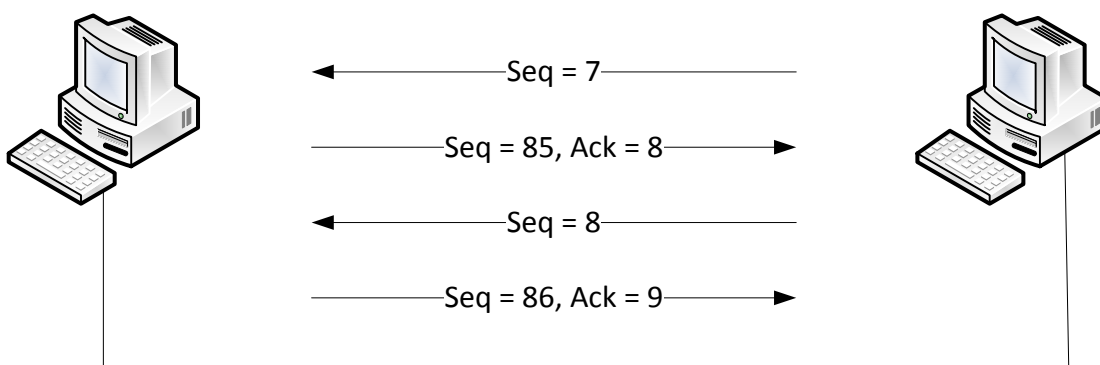 Seq = 7
Seq = 85, Ack = 8
Seq = 8
Seq = 86, Ack = 9